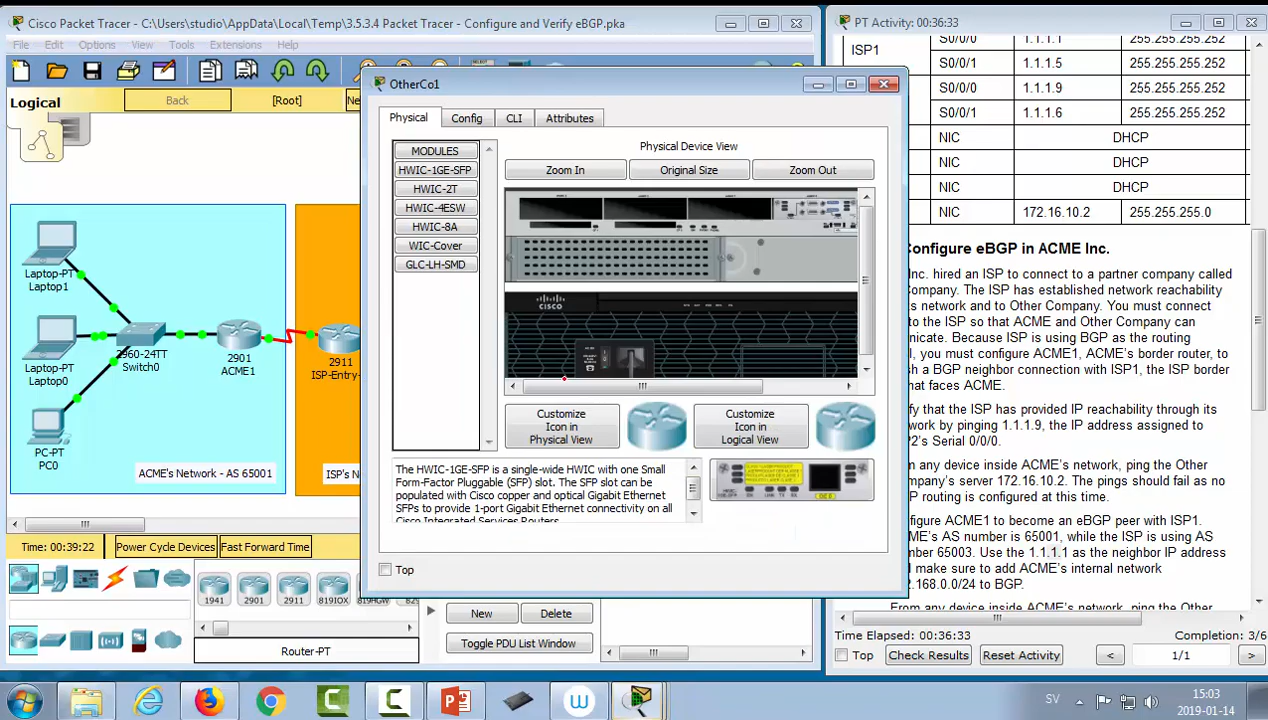 Cisco Packet Tracer - C:\Users\studio\AppData\Local\Temp\3.5.3.4 Packet Tracer - Configure and Verify eBGP.pka
File Edit Options View Tools Extensions Help
Logical
Back
[Root]
OtherCo1
Physical
Config
CLI
Attributes
MODULES
HWIC-1GE-SFP
HWIC-2T
HWIC-4ESW
HWIC-8A
WIC-Cover
GLC-LH-SMD
Physical Device View
Zoom In
Original Size
Zoom Out
CISCO
Customize
Icon in
Physical View
Customize
Icon in
Logical View
The HWIC-1GE-SFP is a single-wide HWIC with one Small
Form-Factor Pluggable (SFP) slot. The SFP slot can be
populated with Cisco copper and optical Gigabit Ethernet
SFPs to provide 1-port Gigabit Ethernet connectivity on all
Cisco Integrated Services Routers.
Top
Laptop-PT
Laptop1
Laptop-PT
Laptop0
PC-PT
PC0
2960-24TT
Switch0
2901
ACME1
2911
ISP-Entry-
ACME's Network - AS 65001
ISP's N
Time: 00:39:22
Power Cycle Devices
Fast Forward Time
1941
2901
2911
819IOX
819HGW
829
Router-PT
New
Delete
Toggle PDU List Window
PT Activity: 00:36:33
ISP1
S0/0/0 1.1.1.1 255.255.255.252
S0/0/1 1.1.1.5 255.255.255.252
S0/0/0 1.1.1.9 255.255.255.252
S0/0/1 1.1.1.6 255.255.255.252
NIC DHCP
NIC DHCP
NIC DHCP
NIC 172.16.10.2 255.255.255.0
Configure eBGP in ACME Inc.
Inc. hired an ISP to connect to a partner company called
Company. The ISP has established network reachability
s network and to Other Company. You must connect
to the ISP so that ACME and Other Company can
nicate. Because ISP is using BGP as the routing
l, you must configure ACME1, ACME's border router, to
sh a BGP neighbor connection with ISP1, the ISP border
that faces ACME.
ify that the ISP has provided IP reachability through its
work by pinging 1.1.1.9, the IP address assigned to
P2's Serial 0/0/0.
m any device inside ACME's network, ping the Other
mpany's server 172.16.10.2. The pings should fail as no
P routing is configured at this time.
figure ACME1 to become an eBGP peer with ISP1.
ME's AS number is 65001, while the ISP is using AS
mber 65003. Use the 1.1.1.1 as the neighbor IP address
make sure to add ACME's internal network
2.168.0.0/24 to BGP.
From any device inside ACME's network, ping the Other
Time Elapsed: 00:36:33
Completion: 3/6
Top
Check Results
Reset Activity
<
1/1
>
SV
15:03
2019-01-14